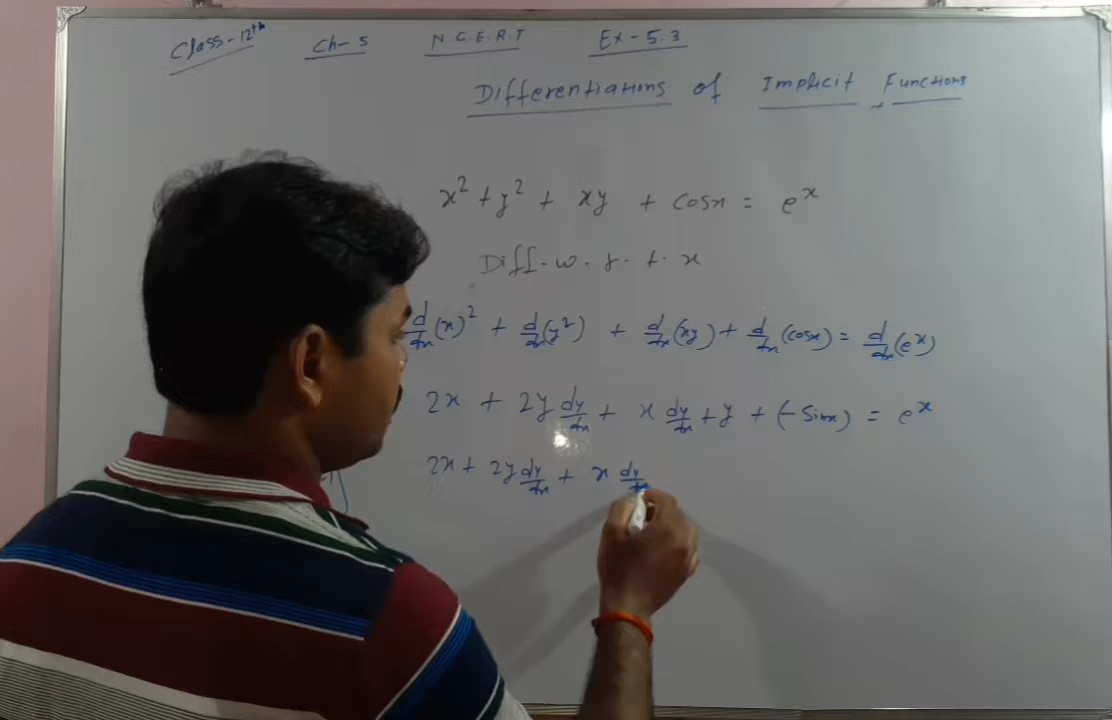 Class-12th Ch-5 N.C.E.R.T Ex-5.3
Differentiations of Implicit Functions
x² + y² + xy + cosx = eˣ
Diff. w. r. t. x
d/dx(x)² + d/dx(y²) + d/dx(xy) + d/dx(cosx) = d/dx(eˣ)
2x + 2y dy/dx + x dy/dx + y + (-Sinx) = eˣ
2x + 2y dy/dx + x dy/dx